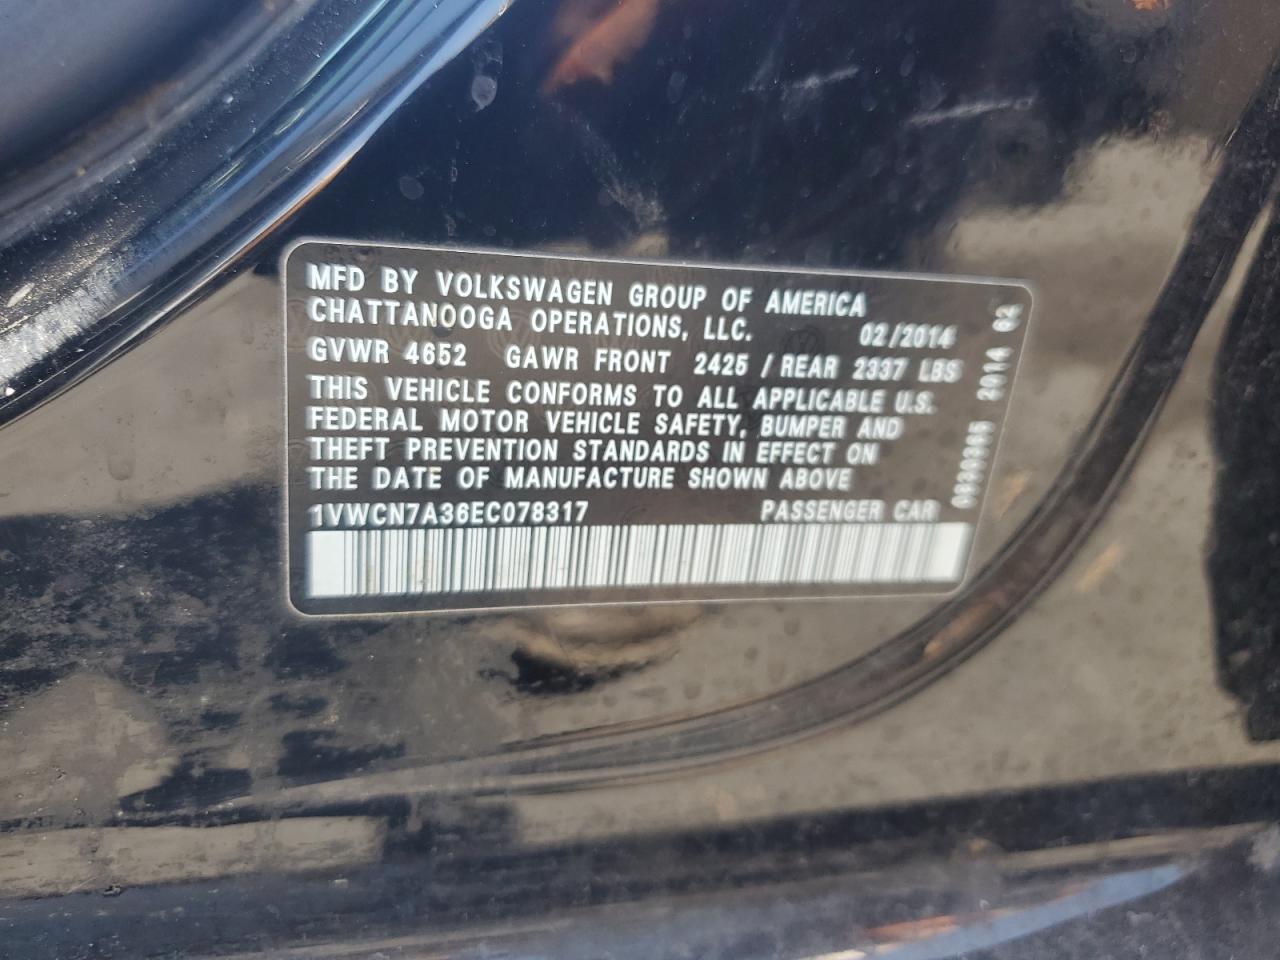 MFD BY VOLKSWAGEN GROUP OF AMERICA
CHATTANOOGA OPERATIONS, LLC. 02/2014
GVWR 4652 GAWR FRONT 2425 / REAR 2337 LBS
THIS VEHICLE CONFORMS TO ALL APPLICABLE U.S.
FEDERAL MOTOR VEHICLE SAFETY, BUMPER AND
THEFT PREVENTION STANDARDS IN EFFECT ON
THE DATE OF MANUFACTURE SHOWN ABOVE
1VWCN7A36EC078317 PASSENGER CAR
2014 62